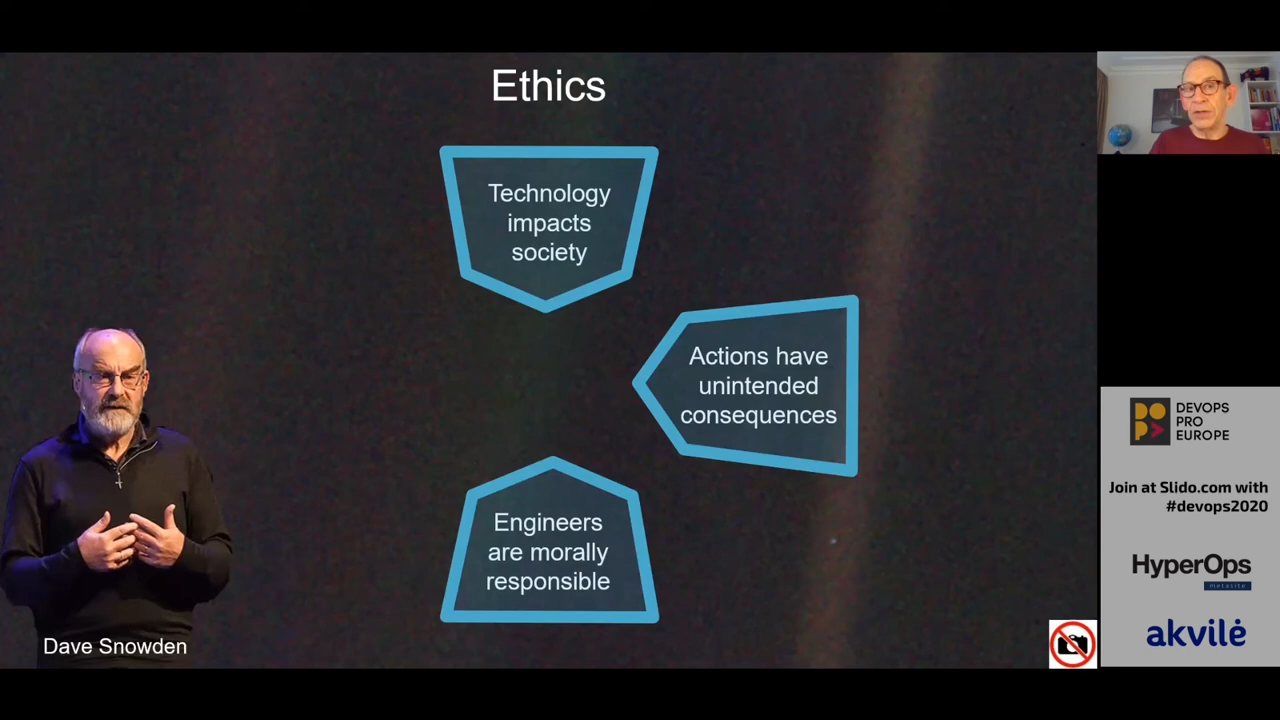 Ethics
Technology
impacts
society
Actions have
unintended
consequences
Engineers
are morally
responsible
Dave Snowden
DEVOPS
PRO
EUROPE
Join at Slido.com with
#devops2020
HyperOps
metasite
akvilė